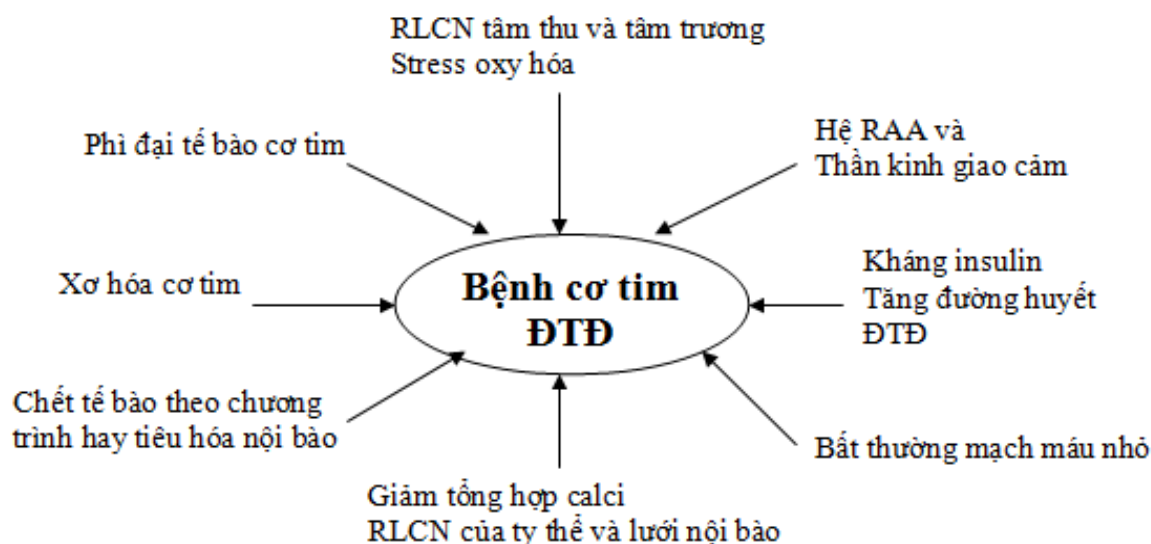 RLCN tâm thu và tâm trương
Stress oxy hóa
Phì đại tế bào cơ tim
Hệ RAA và
Thần kinh giao cảm
Xơ hóa cơ tim
Bệnh cơ tim
ĐTĐ
Kháng insulin
Tăng đường huyết
ĐTĐ
Chết tế bào theo chương
trình hay tiêu hóa nội bào
Bất thường mạch máu nhỏ
Giảm tổng hợp calci
RLCN của ty thể và lưới nội bào